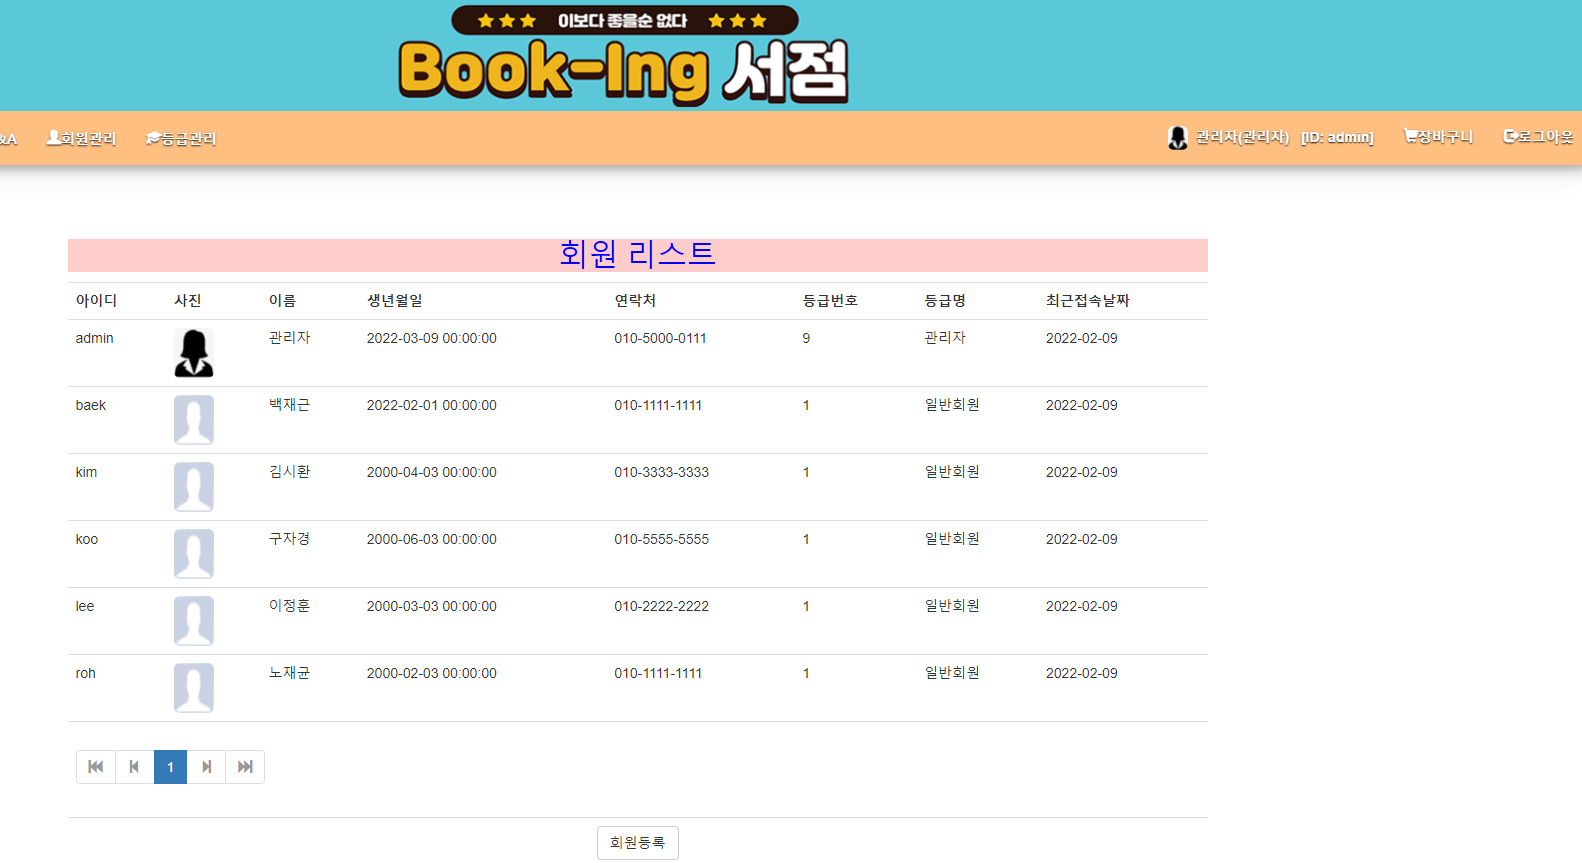 이보다 좋을순 없다
Book-Ing 서점
&A 회원관리 등급관리 관리자(관리자) [ID: admin] 장바구니 로그아웃
회원 리스트
아이디 사진 이름 생년월일 연락처 등급번호 등급명 최근접속날짜
admin 관리자 2022-03-09 00:00:00 010-5000-0111 9 관리자 2022-02-09
baek 백재근 2022-02-01 00:00:00 010-1111-1111 1 일반회원 2022-02-09
kim 김시환 2000-04-03 00:00:00 010-3333-3333 1 일반회원 2022-02-09
koo 구자경 2000-06-03 00:00:00 010-5555-5555 1 일반회원 2022-02-09
lee 이정훈 2000-03-03 00:00:00 010-2222-2222 1 일반회원 2022-02-09
roh 노재균 2000-02-03 00:00:00 010-1111-1111 1 일반회원 2022-02-09
1
회원등록